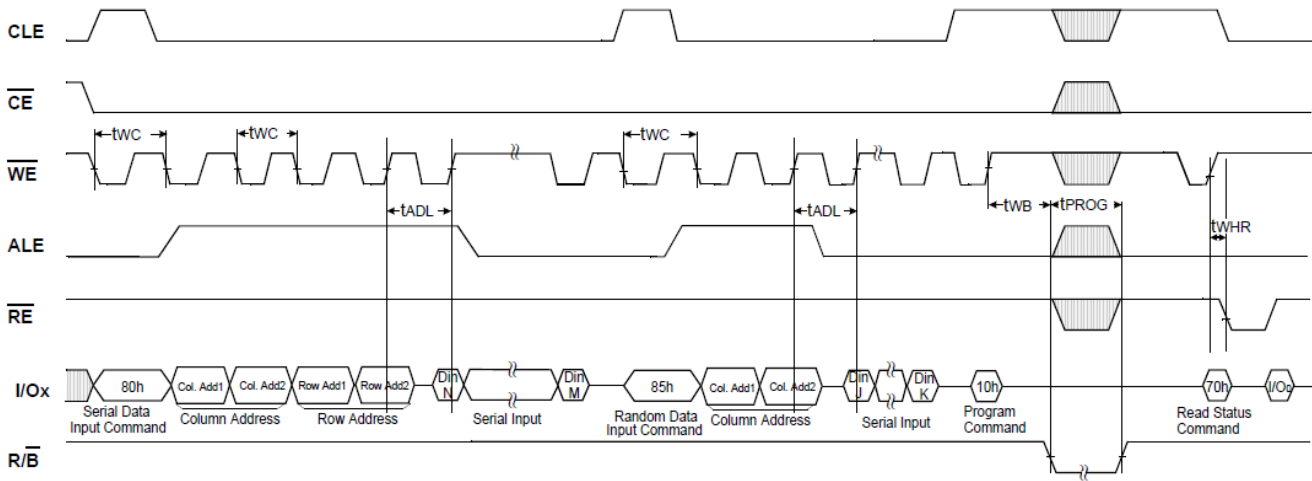 CLE
CE
tWC tWC tWC
WE
tADL tADL tWB tPROG
tWHR
ALE
RE
I/Ox 80h Col. Add1 Col. Add2 Row Add1 Row Add2 Din N Din M 85h Col. Add1 Col. Add2 Din J Din K 10h 70h I/O0
Serial Data Input Command Column Address Row Address Serial Input Random Data Input Command Column Address Serial Input Program Command Read Status Command
R/B